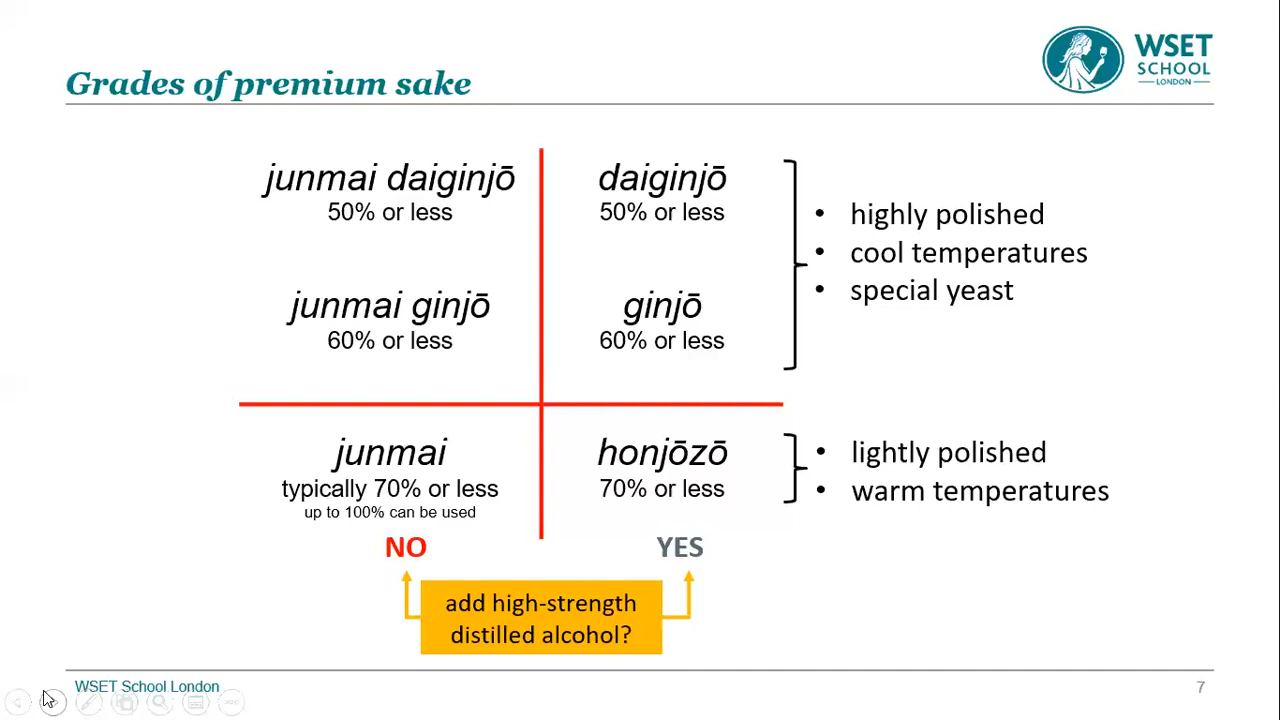 Grades of premium sake
WSET
SCHOOL
LONDON
junmai daiginjō
50% or less
daiginjō
50% or less
• highly polished
• cool temperatures
• special yeast
junmai ginjō
60% or less
ginjō
60% or less
junmai
typically 70% or less
up to 100% can be used
honjōzō
70% or less
• lightly polished
• warm temperatures
NO
YES
add high-strength
distilled alcohol?
WSET School London
7